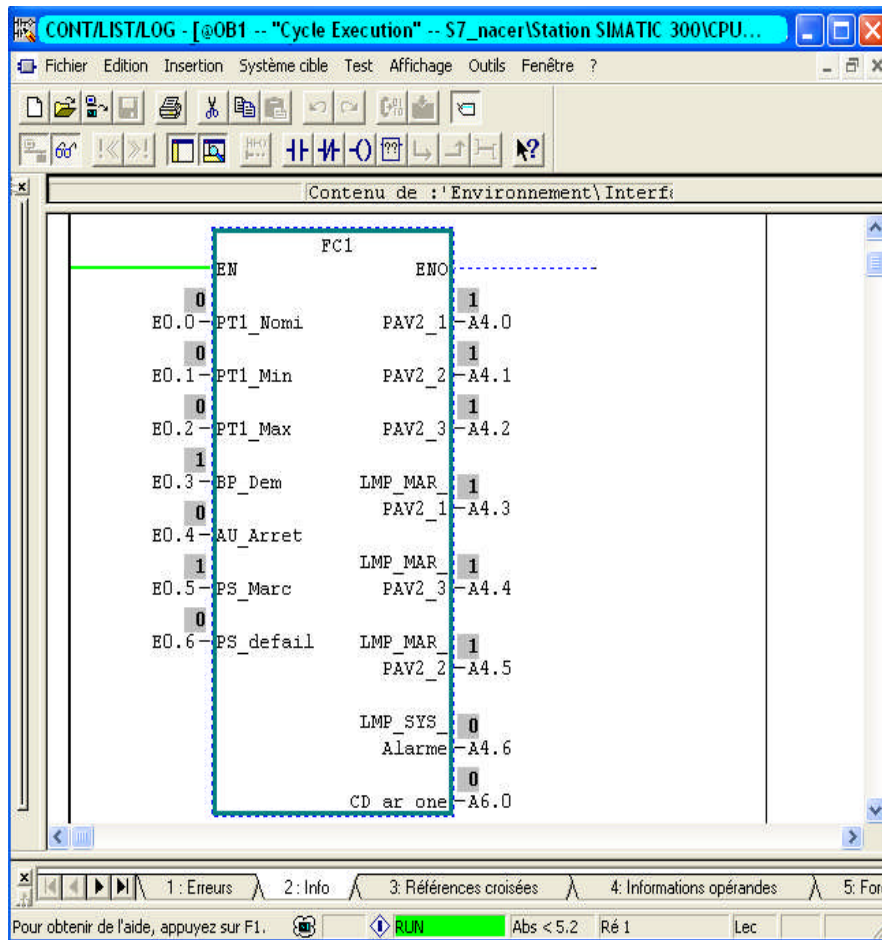 CONT/LIST/LOG - [@OB1 -- "Cycle Execution" -- S7_nacer\Station SIMATIC 300\CPU...
Fichier Edition Insertion Système cible Test Affichage Outils Fenêtre ?
Contenu de :'Environnement\Interf
FC1
EN ENO
0 1
E0.0 PT1_Nomi PAV2_1 A4.0
0 1
E0.1 PT1_Min PAV2_2 A4.1
0 1
E0.2 PT1_Max PAV2_3 A4.2
1
E0.3 BP_Dem LMP_MAR_ 1
0 PAV2_1 A4.3
E0.4 AU_Arret
1 LMP_MAR_ 1
E0.5 PS_Marc PAV2_3 A4.4
0
E0.6 PS_defail LMP_MAR_ 1
PAV2_2 A4.5
LMP_SYS_ 0
Alarme A4.6
0
CD ar one A6.0
1 : Erreurs 2 : Info 3: Références croisées 4: Informations opérandes 5: For
Pour obtenir de l'aide, appuyez sur F1. RUN Abs < 5.2 Ré 1 Lec